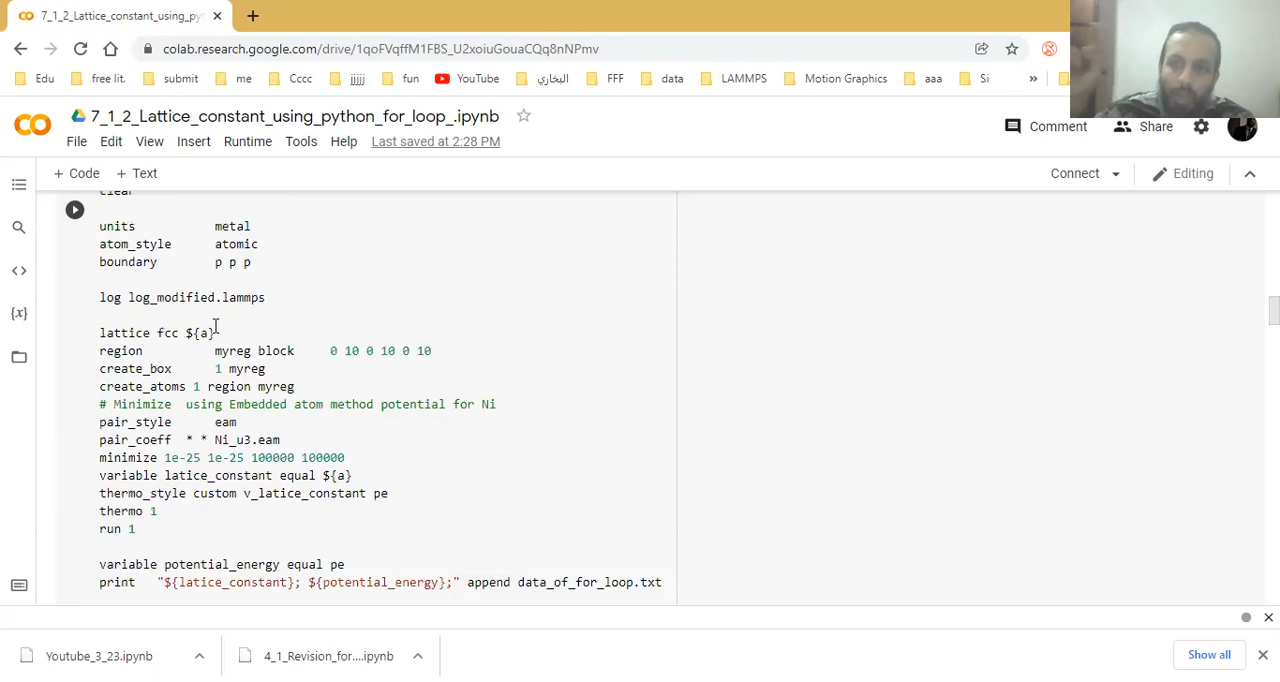 7_1_2_Lattice_constant_using_py
colab.research.google.com/drive/1qoFVqffM1FBS_U2xoiuGouaCQq8nNPmv
Edu free lit. submit me Cccc jjjjj fun YouTube البخاري FFF data LAMMPS Motion Graphics aaa Si »
7_1_2_Lattice_constant_using_python_for_loop_.ipynb
Comment Share
File Edit View Insert Runtime Tools Help Last saved at 2:28 PM
+ Code + Text Connect Editing
clear
units metal
atom_style atomic
boundary p p p
log log_modified.lammps
lattice fcc ${a}
region myreg block 0 10 0 10 0 10
create_box 1 myreg
create_atoms 1 region myreg
# Minimize using Embedded atom method potential for Ni
pair_style eam
pair_coeff * * Ni_u3.eam
minimize 1e-25 1e-25 100000 100000
variable latice_constant equal ${a}
thermo_style custom v_latice_constant pe
thermo 1
run 1
variable potential_energy equal pe
print "${latice_constant}; ${potential_energy};" append data_of_for_loop.txt
Youtube_3_23.ipynb 4_1_Revision_for....ipynb Show all